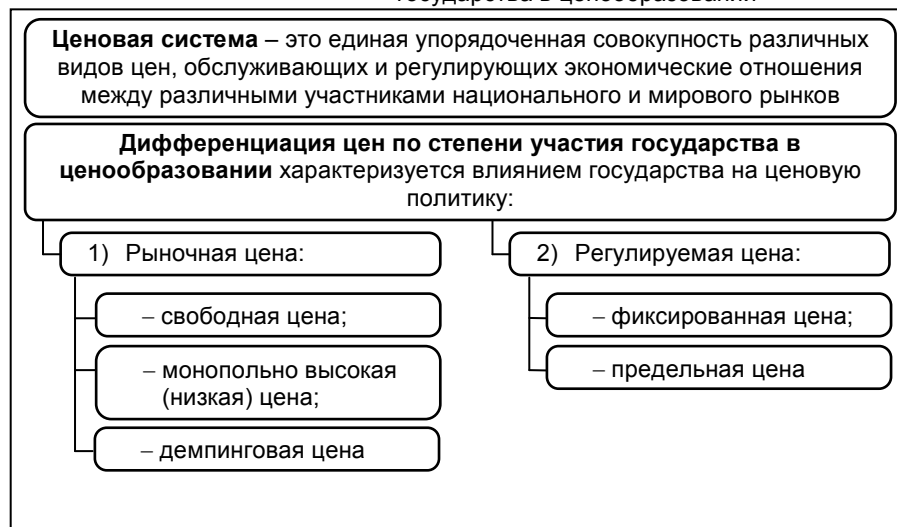 государства в ценообразовании
Ценовая система – это единая упорядоченная совокупность различных
видов цен, обслуживающих и регулирующих экономические отношения
между различными участниками национального и мирового рынков
Дифференциация цен по степени участия государства в
ценообразовании характеризуется влиянием государства на ценовую
политику:
1) Рыночная цена:
– свободная цена;
– монопольно высокая
(низкая) цена;
– демпинговая цена
2) Регулируемая цена:
– фиксированная цена;
– предельная цена